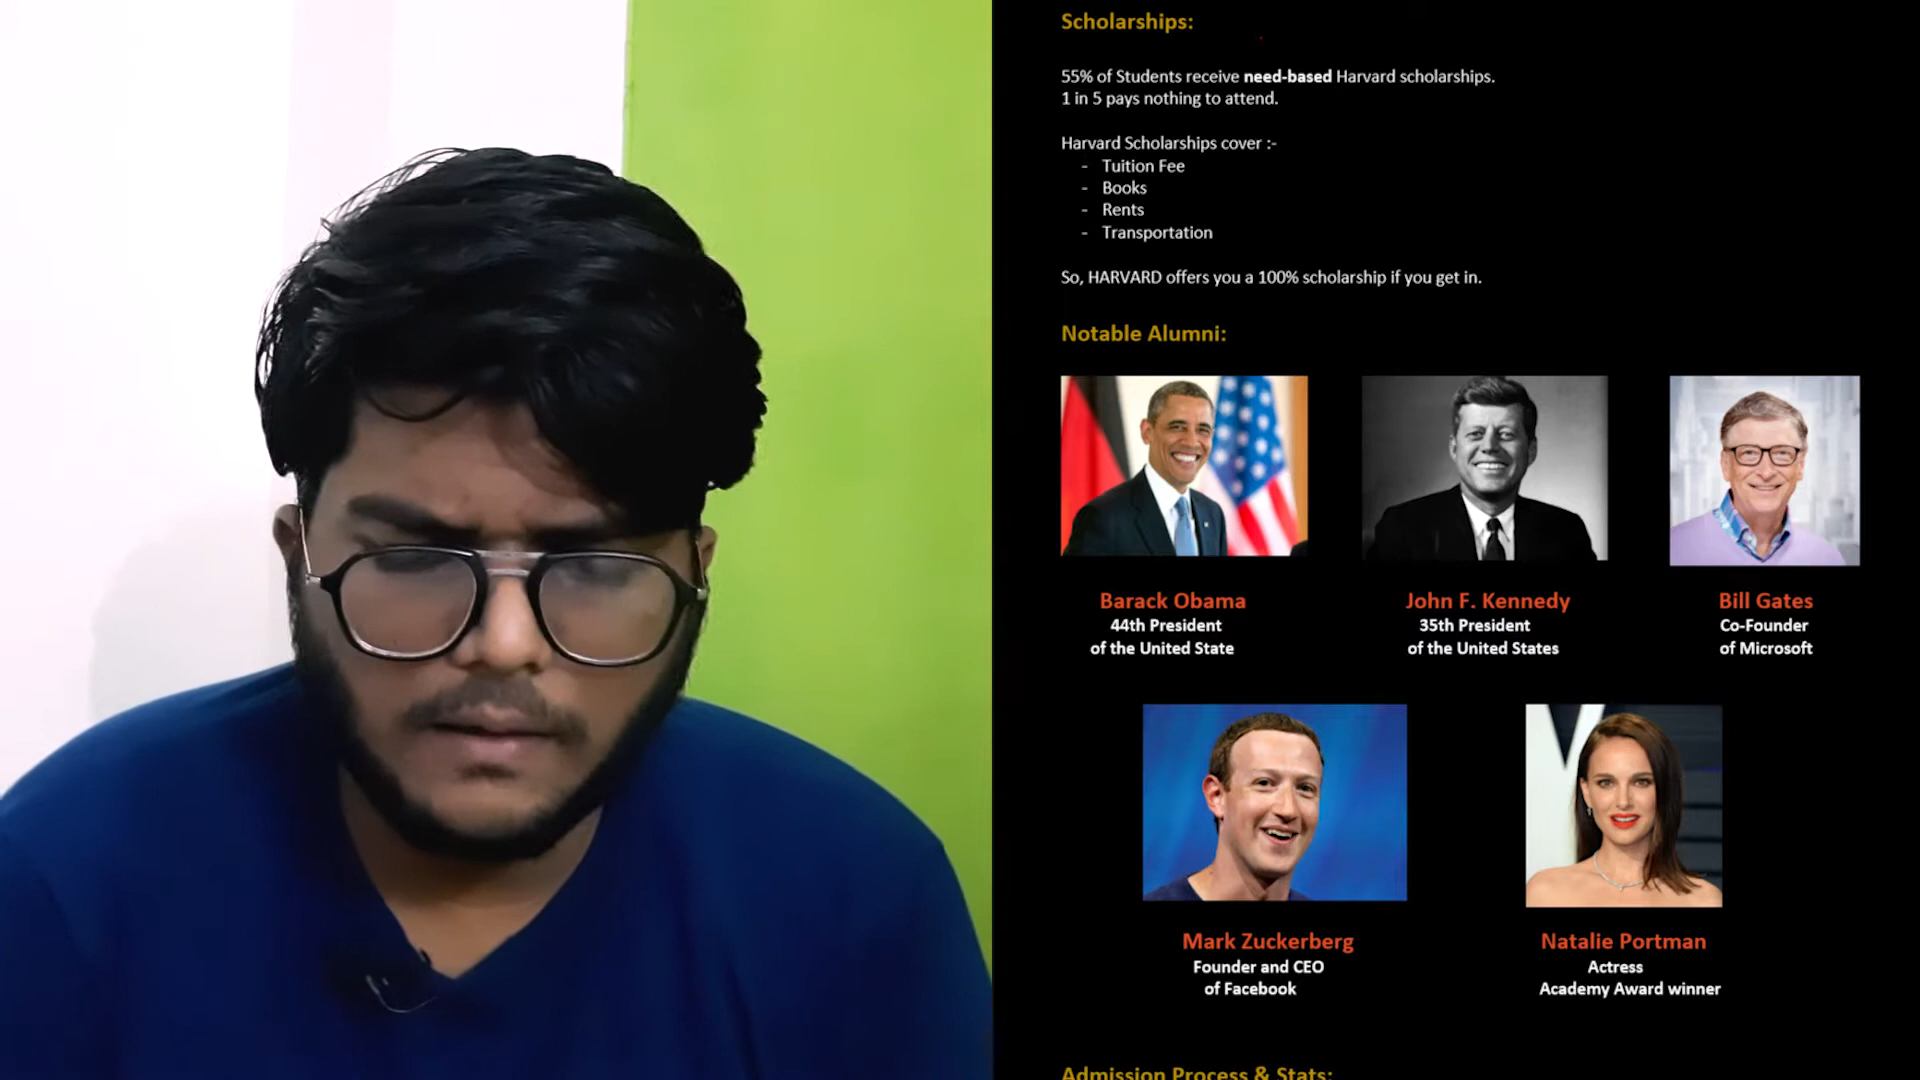 Scholarships:
55% of Students receive need-based Harvard scholarships.
1 in 5 pays nothing to attend.
Harvard Scholarships cover :-
- Tuition Fee
- Books
- Rents
- Transportation
So, HARVARD offers you a 100% scholarship if you get in.
Notable Alumni:
Barack Obama
44th President
of the United State
John F. Kennedy
35th President
of the United States
Bill Gates
Co-Founder
of Microsoft
Mark Zuckerberg
Founder and CEO
of Facebook
Natalie Portman
Actress
Academy Award winner
Admission Process & Stats: